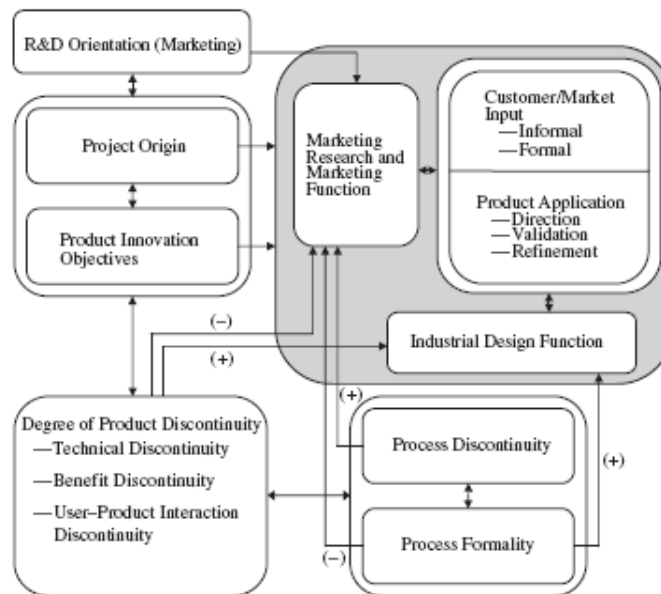 R&D Orientation (Marketing)
Project Origin
Product Innovation
Objectives
Marketing
Research and
Marketing
Function
Customer/Market
Input
—Informal
—Formal
Product Application
—Direction
—Validation
—Refinement
Industrial Design Function
(−)
(+)
Degree of Product Discontinuity
—Technical Discontinuity
—Benefit Discontinuity
—User–Product Interaction
Discontinuity
(+)
Process Discontinuity
(+)
Process Formality
(−)